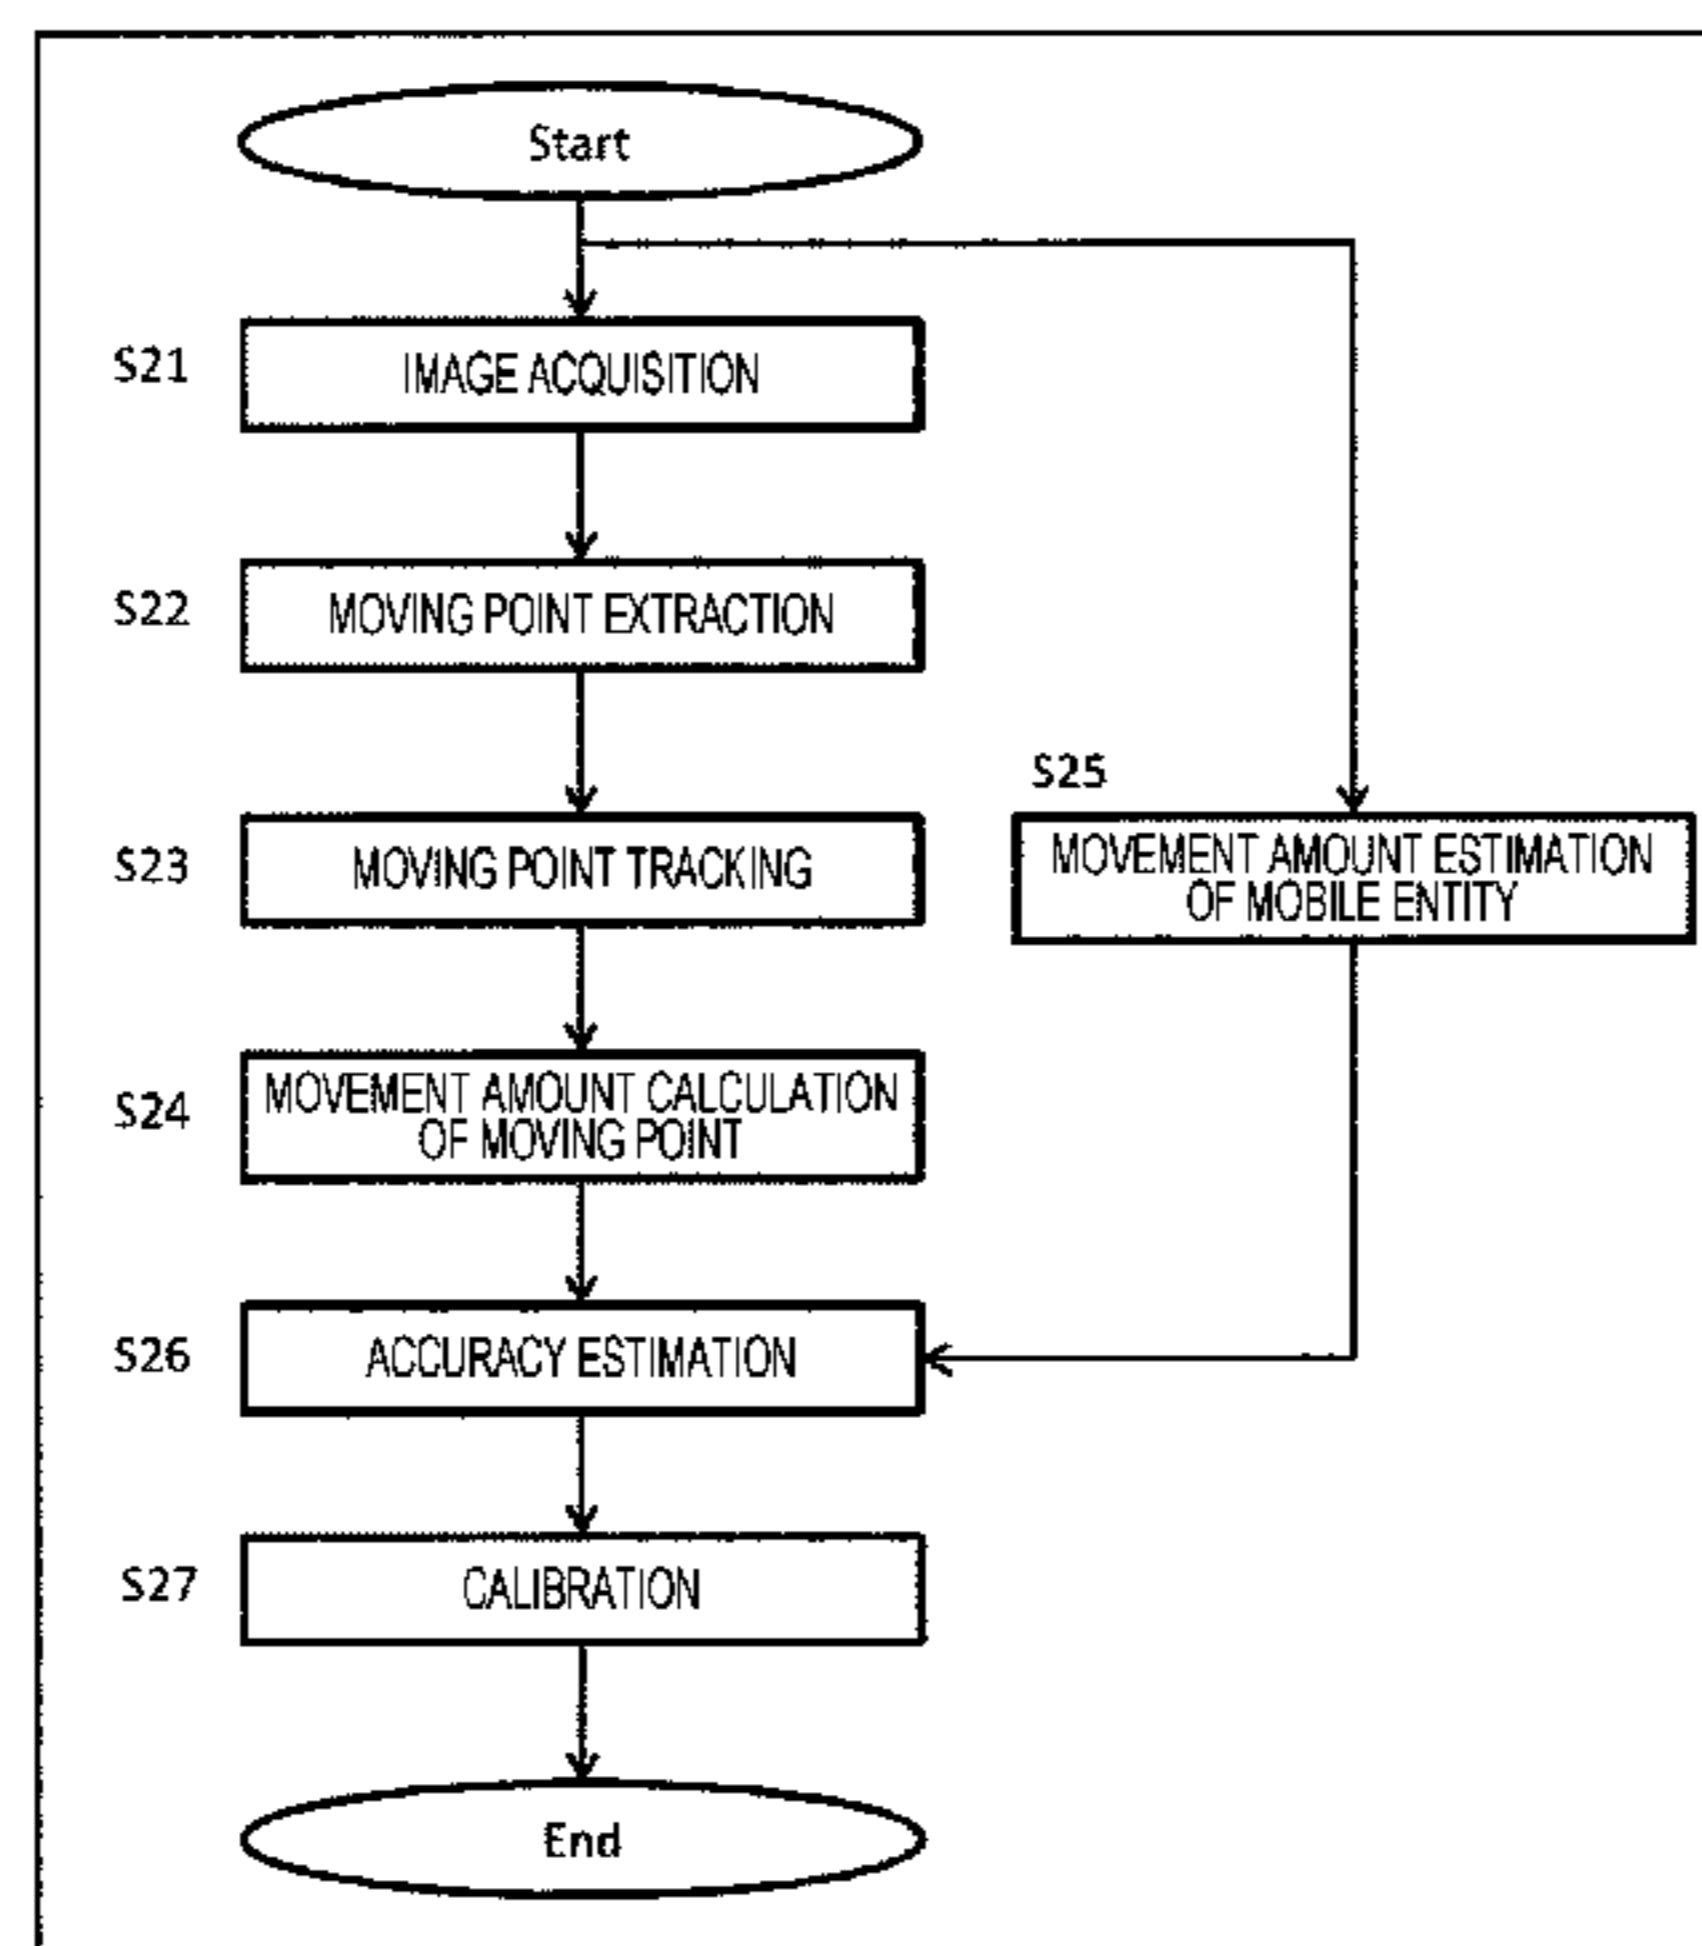 Start
S21
IMAGE ACQUISITION
S22
MOVING POINT EXTRACTION
S23
MOVING POINT TRACKING
S25
MOVEMENT AMOUNT ESTIMATION
OF MOBILE ENTITY
S24
MOVEMENT AMOUNT CALCULATION
OF MOVING POINT
S26
ACCURACY ESTIMATION
S27
CALIBRATION
End